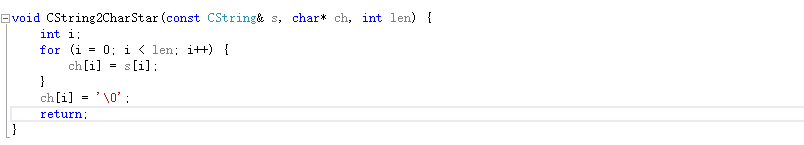 void CString2CharStar(const CString& s, char* ch, int len) {
    int i;
    for (i = 0; i < len; i++) {
        ch[i] = s[i];
    }
    ch[i] = '\0';
    return;
}